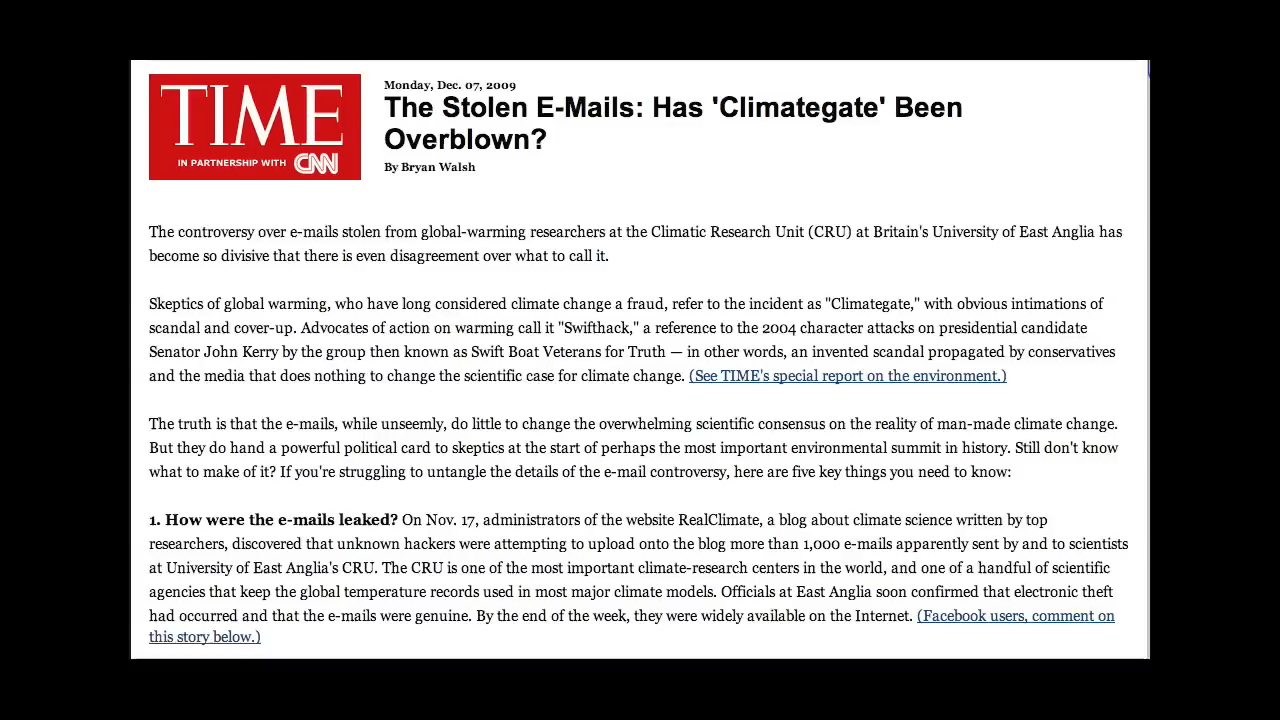 TIME
IN PARTNERSHIP WITH CNN
Monday, Dec. 07, 2009
The Stolen E-Mails: Has 'Climategate' Been
Overblown?
By Bryan Walsh
The controversy over e-mails stolen from global-warming researchers at the Climatic Research Unit (CRU) at Britain's University of East Anglia has
become so divisive that there is even disagreement over what to call it.
Skeptics of global warming, who have long considered climate change a fraud, refer to the incident as "Climategate," with obvious intimations of
scandal and cover-up. Advocates of action on warming call it "Swifthack," a reference to the 2004 character attacks on presidential candidate
Senator John Kerry by the group then known as Swift Boat Veterans for Truth — in other words, an invented scandal propagated by conservatives
and the media that does nothing to change the scientific case for climate change. (See TIME's special report on the environment.)
The truth is that the e-mails, while unseemly, do little to change the overwhelming scientific consensus on the reality of man-made climate change.
But they do hand a powerful political card to skeptics at the start of perhaps the most important environmental summit in history. Still don't know
what to make of it? If you're struggling to untangle the details of the e-mail controversy, here are five key things you need to know:
1. How were the e-mails leaked? On Nov. 17, administrators of the website RealClimate, a blog about climate science written by top
researchers, discovered that unknown hackers were attempting to upload onto the blog more than 1,000 e-mails apparently sent by and to scientists
at University of East Anglia's CRU. The CRU is one of the most important climate-research centers in the world, and one of a handful of scientific
agencies that keep the global temperature records used in most major climate models. Officials at East Anglia soon confirmed that electronic theft
had occurred and that the e-mails were genuine. By the end of the week, they were widely available on the Internet. (Facebook users, comment on
this story below.)